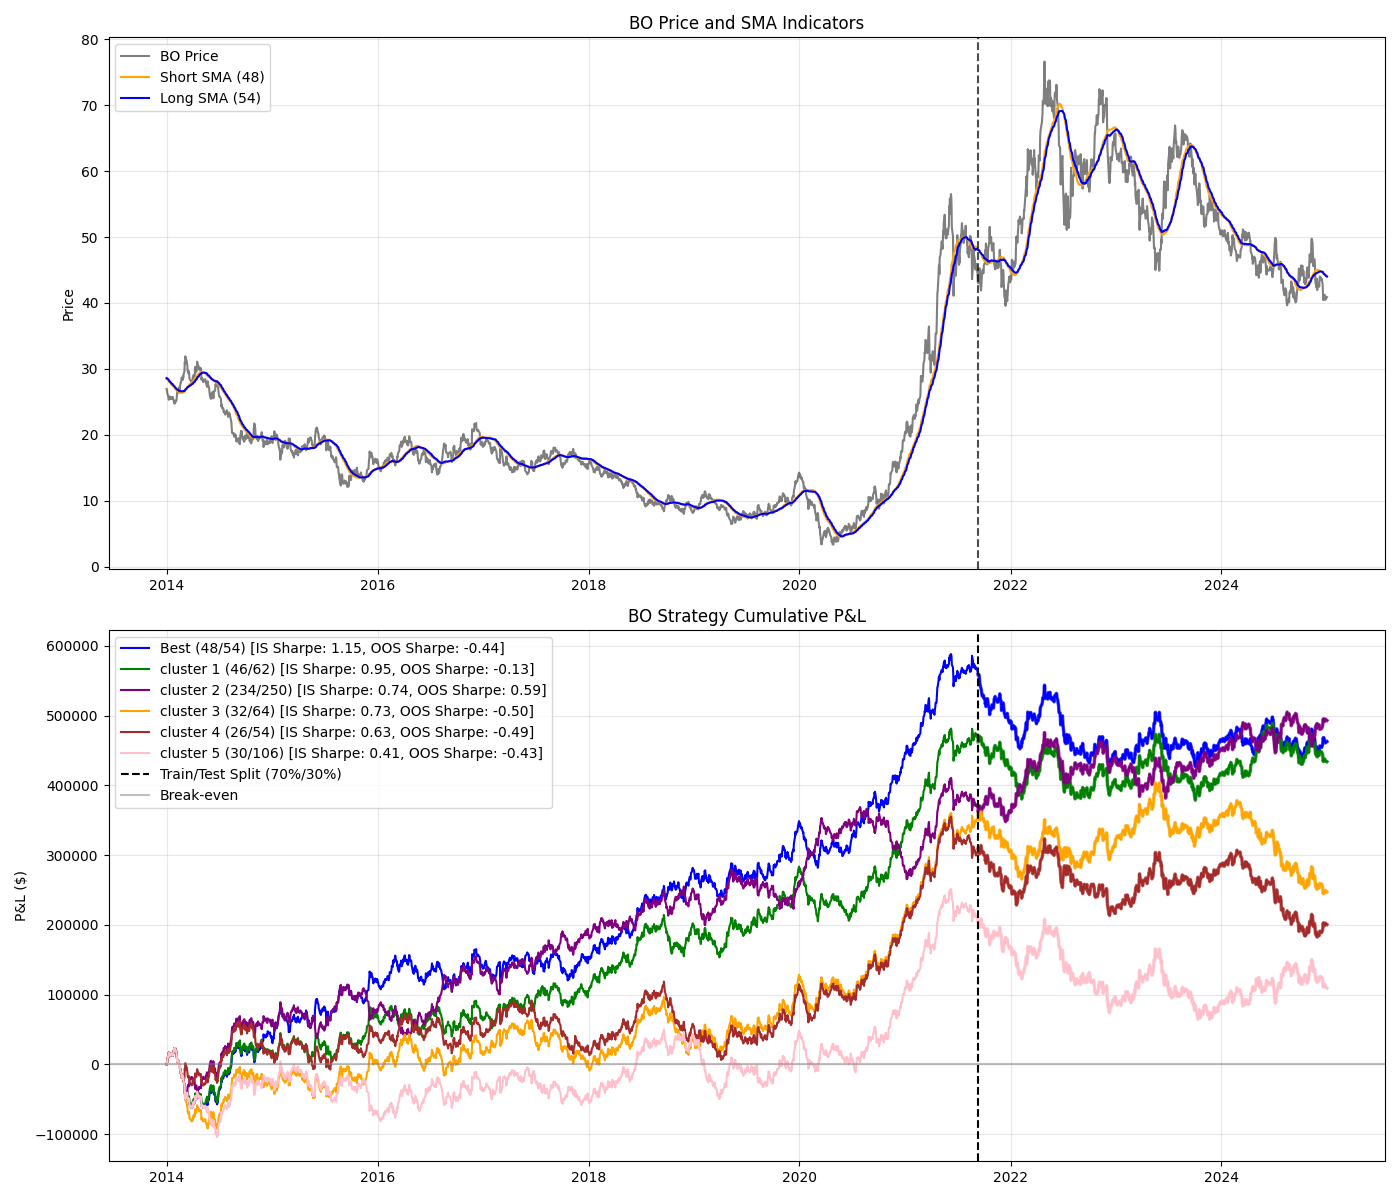 BO Price and SMA Indicators
BO Price
Short SMA (48)
Long SMA (54)
Price
80
70
60
50
40
30
20
10
0
2014 2016 2018 2020 2022 2024
BO Strategy Cumulative P&L
Best (48/54) [IS Sharpe: 1.15, OOS Sharpe: -0.44]
cluster 1 (46/62) [IS Sharpe: 0.95, OOS Sharpe: -0.13]
cluster 2 (234/250) [IS Sharpe: 0.74, OOS Sharpe: 0.59]
cluster 3 (32/64) [IS Sharpe: 0.73, OOS Sharpe: -0.50]
cluster 4 (26/54) [IS Sharpe: 0.63, OOS Sharpe: -0.49]
cluster 5 (30/106) [IS Sharpe: 0.41, OOS Sharpe: -0.43]
Train/Test Split (70%/30%)
Break-even
P&L ($)
600000
500000
400000
300000
200000
100000
0
−100000
2014 2016 2018 2020 2022 2024